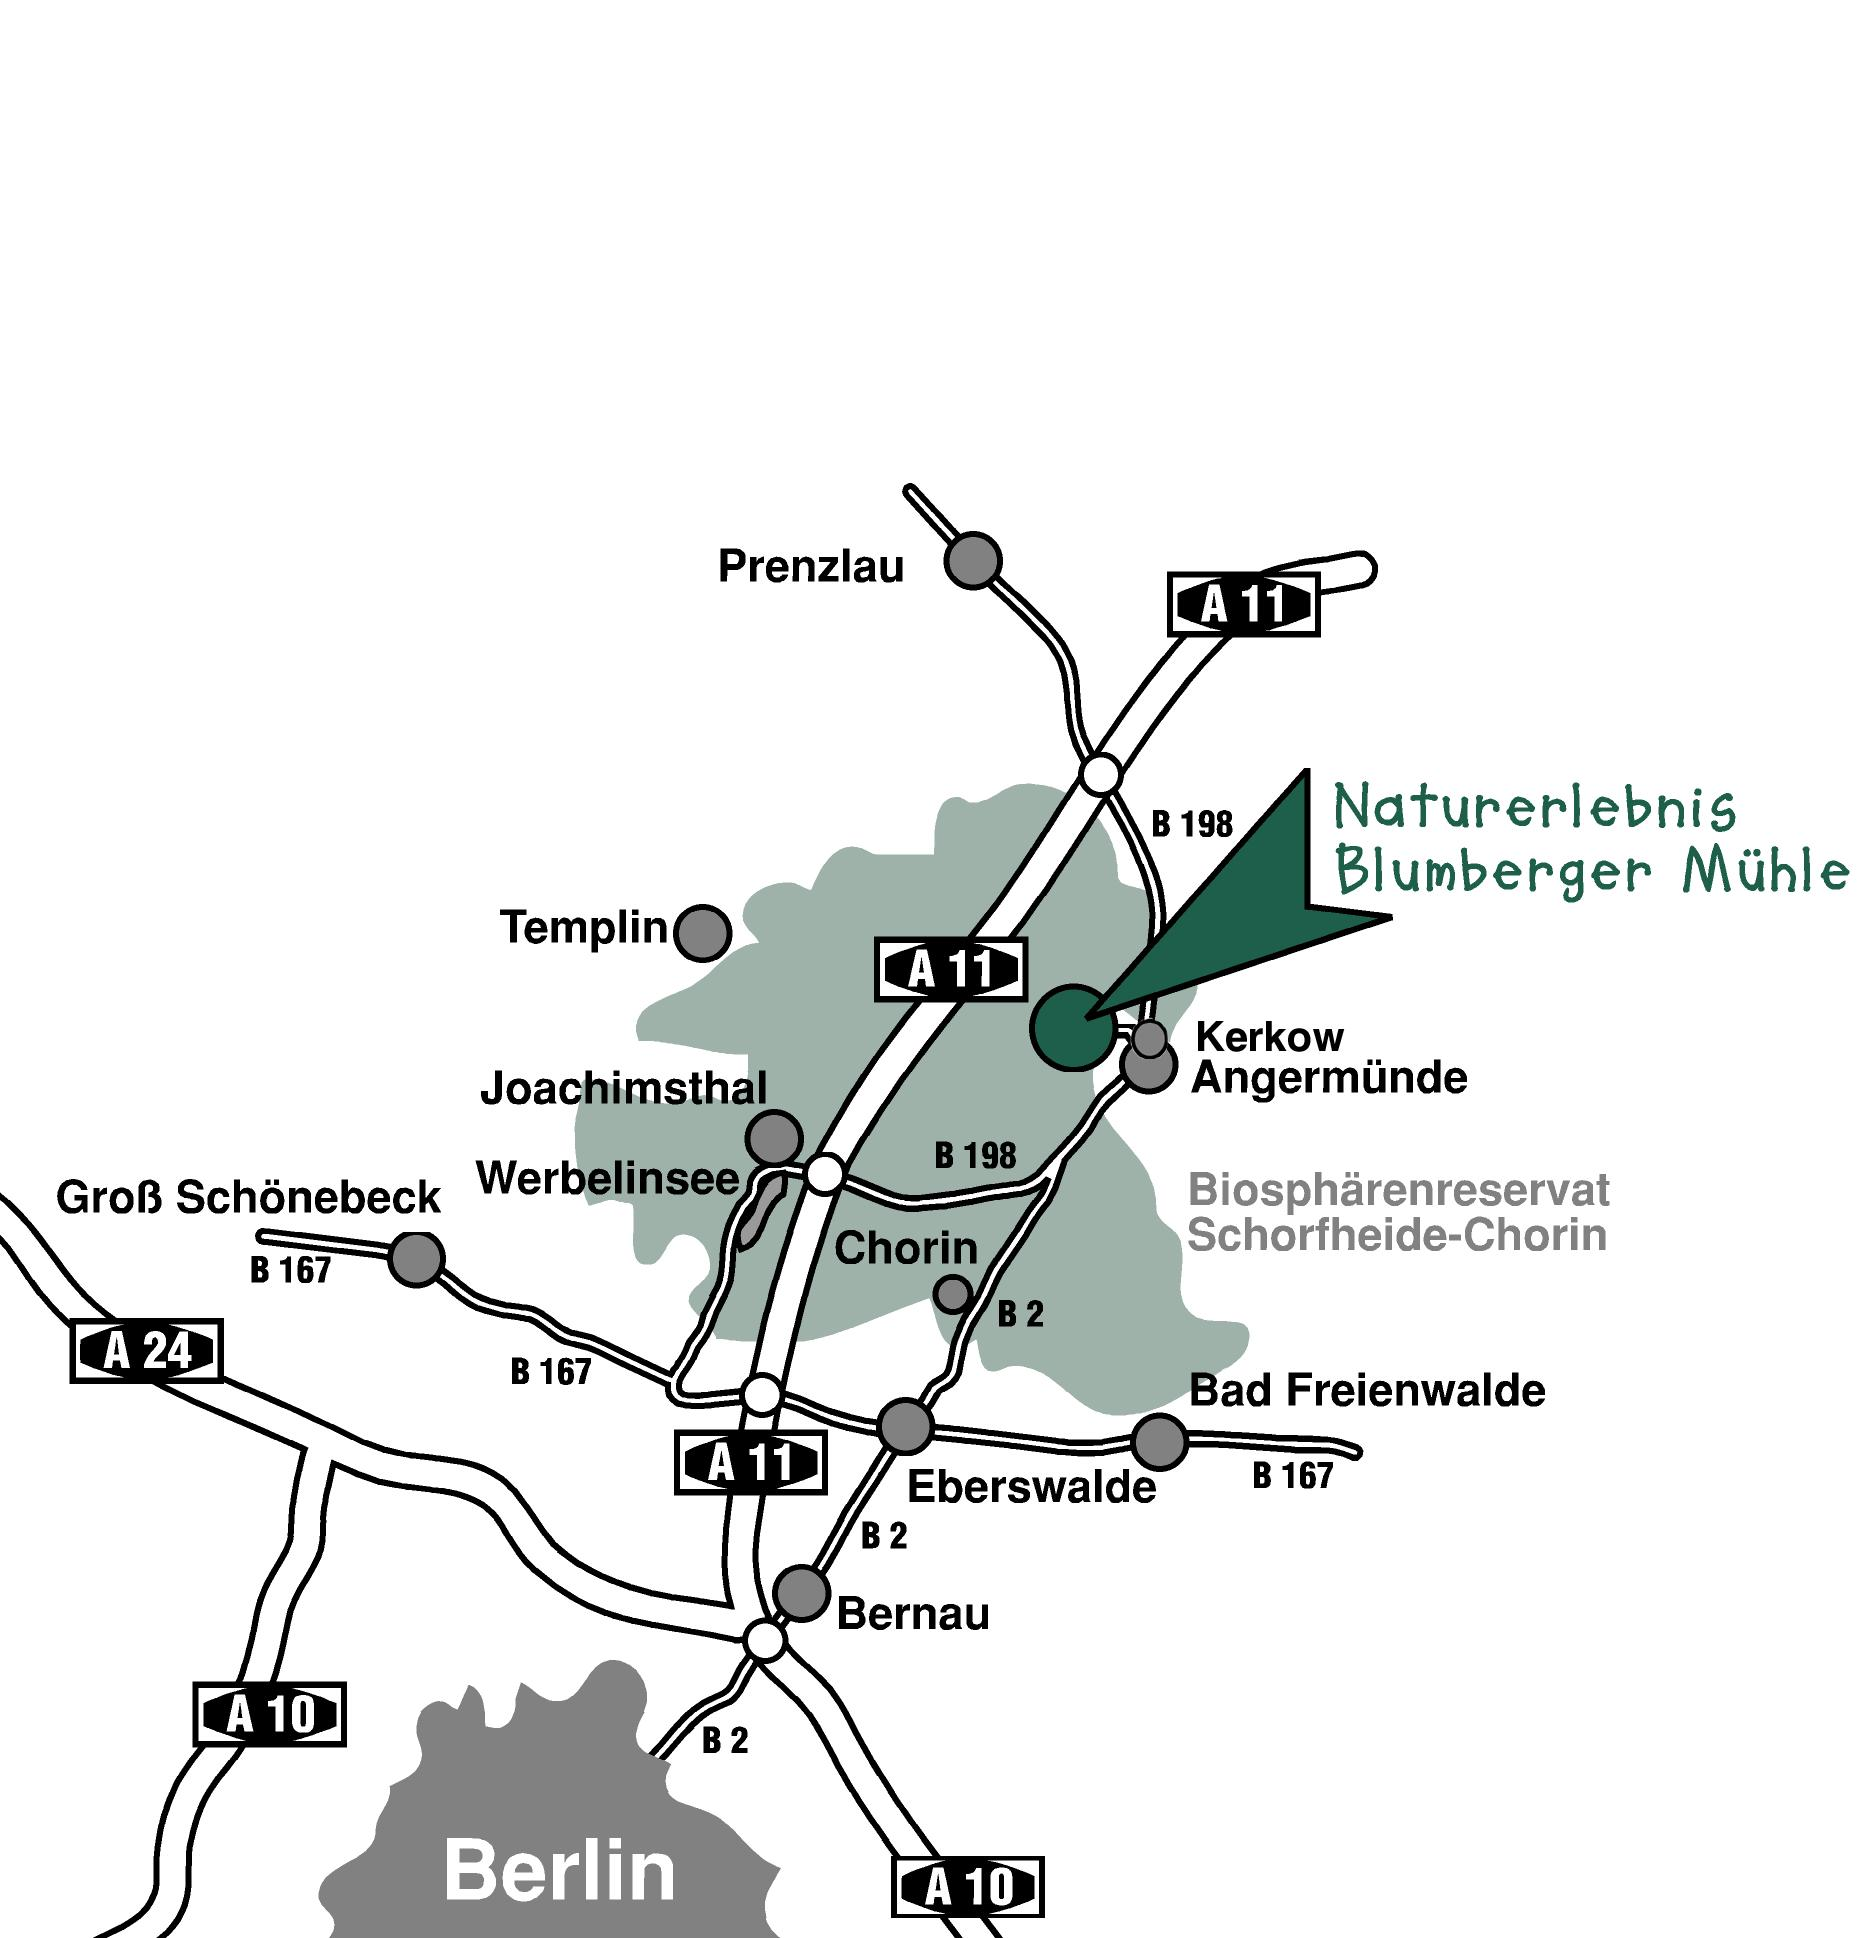 Prenzlau
A 11
B 198
Naturerlebnis
Blumberger Mühle
Templin
A 11
Kerkow
Angermünde
Joachimsthal
B 198
Werbelinsee
Biosphärenreservat
Schorfheide-Chorin
Groß Schönebeck
Chorin
B 167
B 2
A 24
B 167
Bad Freienwalde
A 11
B 167
Eberswalde
B 2
Bernau
A 10
B 2
Berlin
A 10